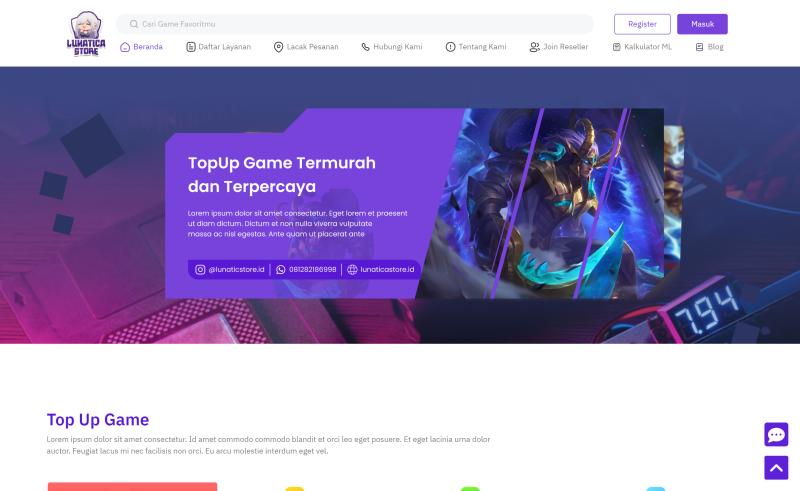 LUNATICA
STORE
Cari Game Favoritmu
Register
Masuk
Beranda
Daftar Layanan
Lacak Pesanan
Hubungi Kami
Tentang Kami
Join Reseller
Kalkulator ML
Blog
TopUp Game Termurah
dan Terpercaya
Lorem ipsum dolor sit amet consectetur. Eget lorem et praesent
ut diam dictum. Dictum et non nulla viverra vulputate
massa ac nisl egestas. Ante quam ut placerat ante
@lunaticstore.id
081282186998
lunaticastore.id
7.94
Top Up Game
Lorem ipsum dolor sit amet consectetur. Id amet commodo commodo blandit et orci leo eget posuere. Et eget lacinia urna dolor
auctor. Feugiat lacus mi nec facilisis non orci. Eu arcu molestie interdum eget vel.